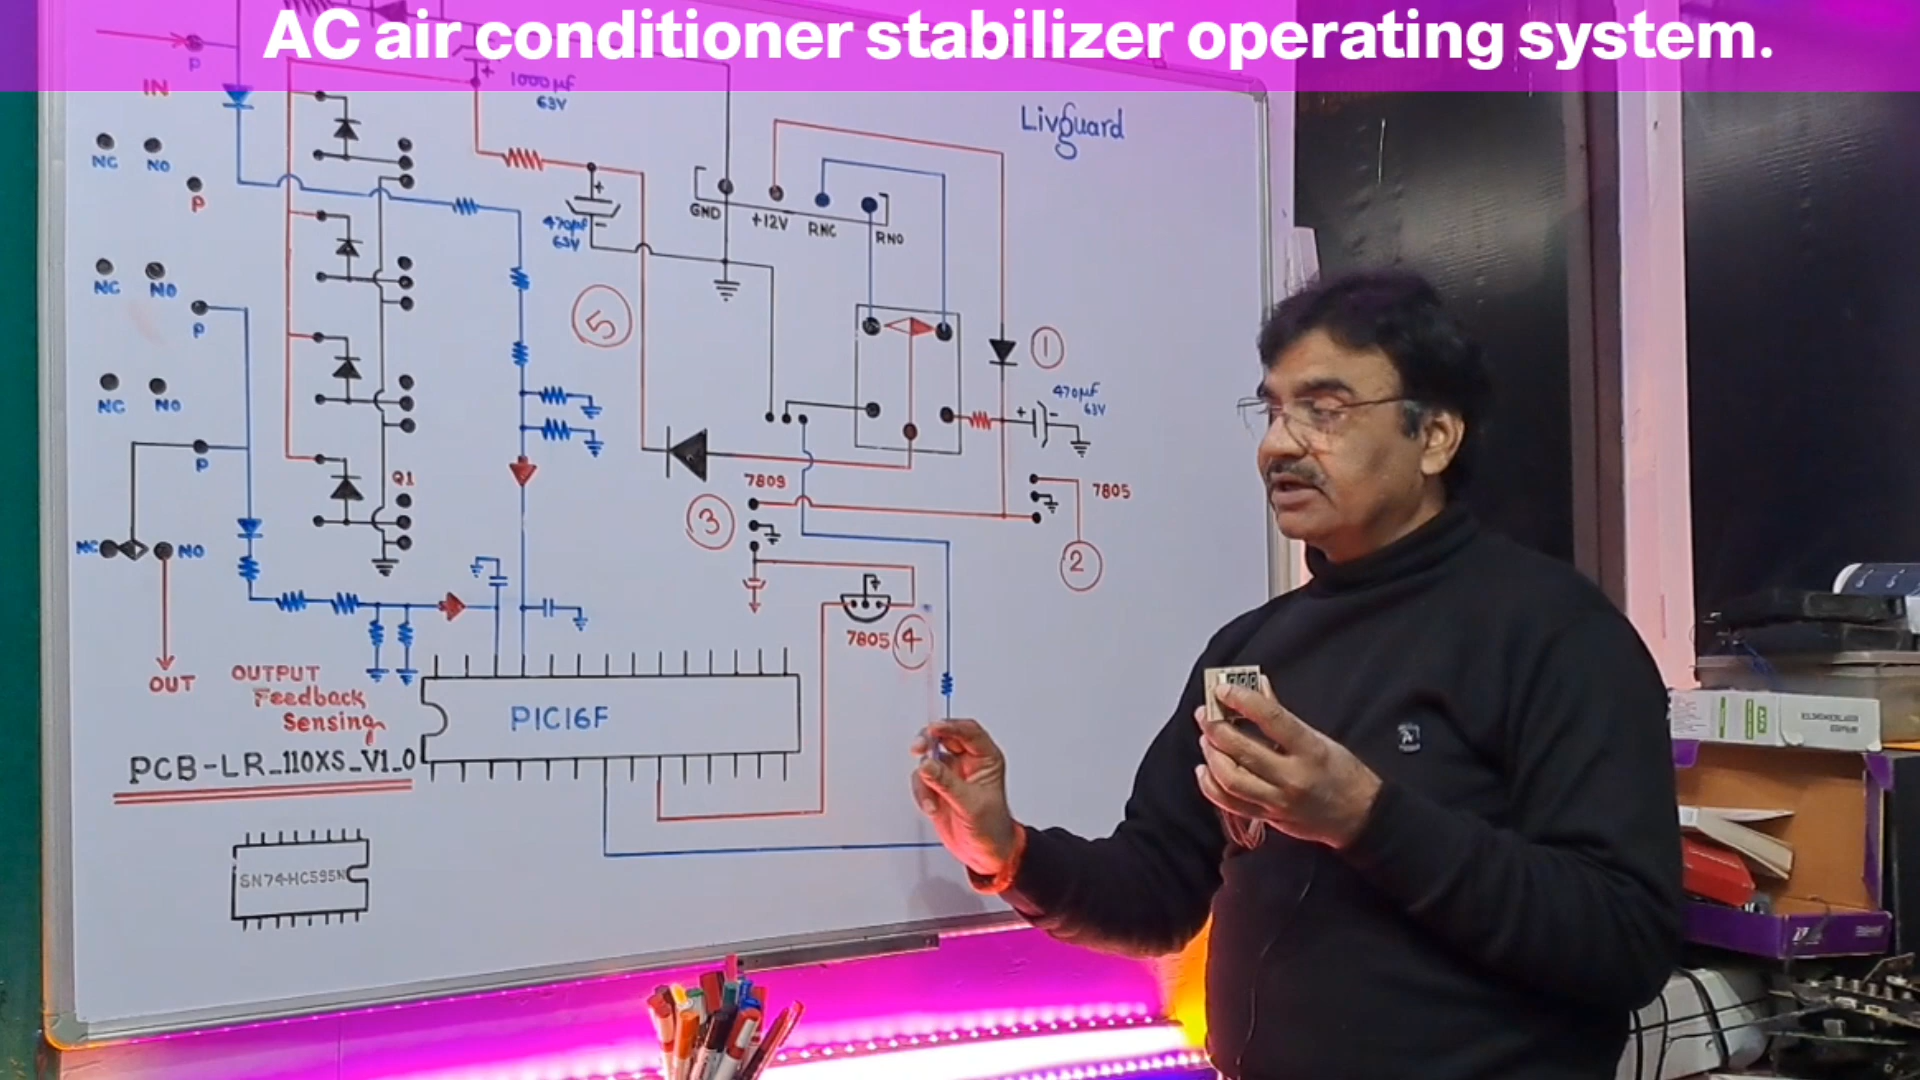 AC air conditioner stabilizer operating system.
P
IN
1000µf
63V
Livguard
NC
NO
P
GND
+12V
RNC
RNO
470µf
63V
NC
NO
P
5
1
470µF
63V
NC
NO
P
Q1
7809
7805
3
2
NC
NO
7805
4
OUT
OUTPUT
Feedback
Sensing
PIC16F
PCB-LR_110XS_V1_0
SN74HC595N